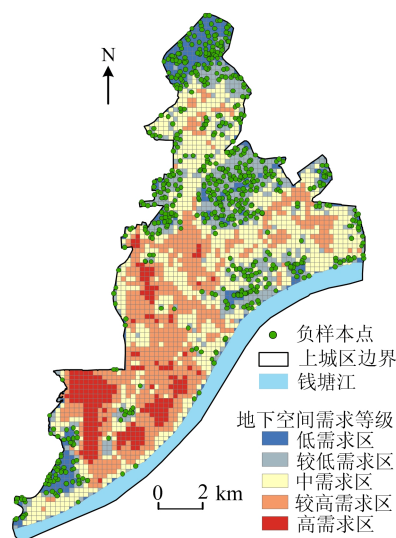 N
负样本点
上城区边界
钱塘江
地下空间需求等级
低需求区
较低需求区
中需求区
较高需求区
高需求区
0 2 km